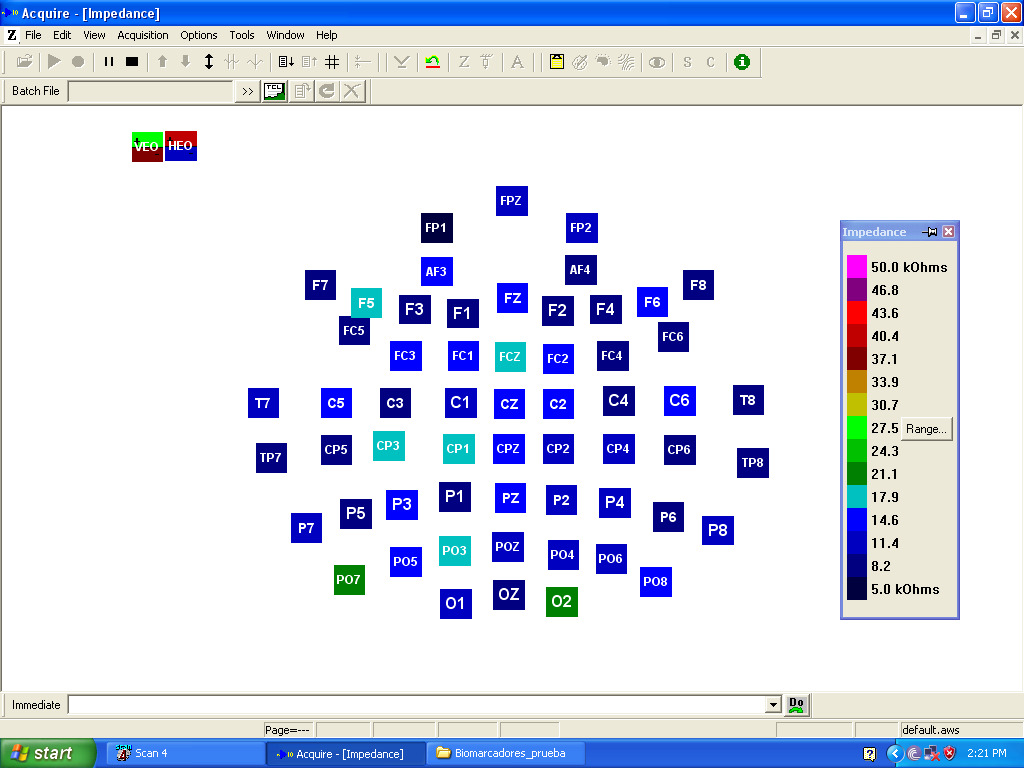 Acquire - [Impedance]
Z File Edit View Acquisition Options Tools Window Help
Z A S C i
Batch File >> TCL
VEO HEO
FPZ
FP1 FP2
AF3 AF4
F7 F5 F3 F1 FZ F2 F4 F6 F8
FC5 FC3 FC1 FCZ FC2 FC4 FC6
T7 C5 C3 C1 CZ C2 C4 C6 T8
TP7 CP5 CP3 CP1 CPZ CP2 CP4 CP6 TP8
P7 P5 P3 P1 PZ P2 P4 P6 P8
PO7 PO5 PO3 POZ PO4 PO6 PO8
O1 OZ O2
Impedance
50.0 kOhms
46.8
43.6
40.4
37.1
33.9
30.7
27.5 Range...
24.3
21.1
17.9
14.6
11.4
8.2
5.0 kOhms
Immediate Do
Page=--- default.aws
start Scan 4 Acquire - [Impedance] Biomarcadores_prueba ? 2:21 PM